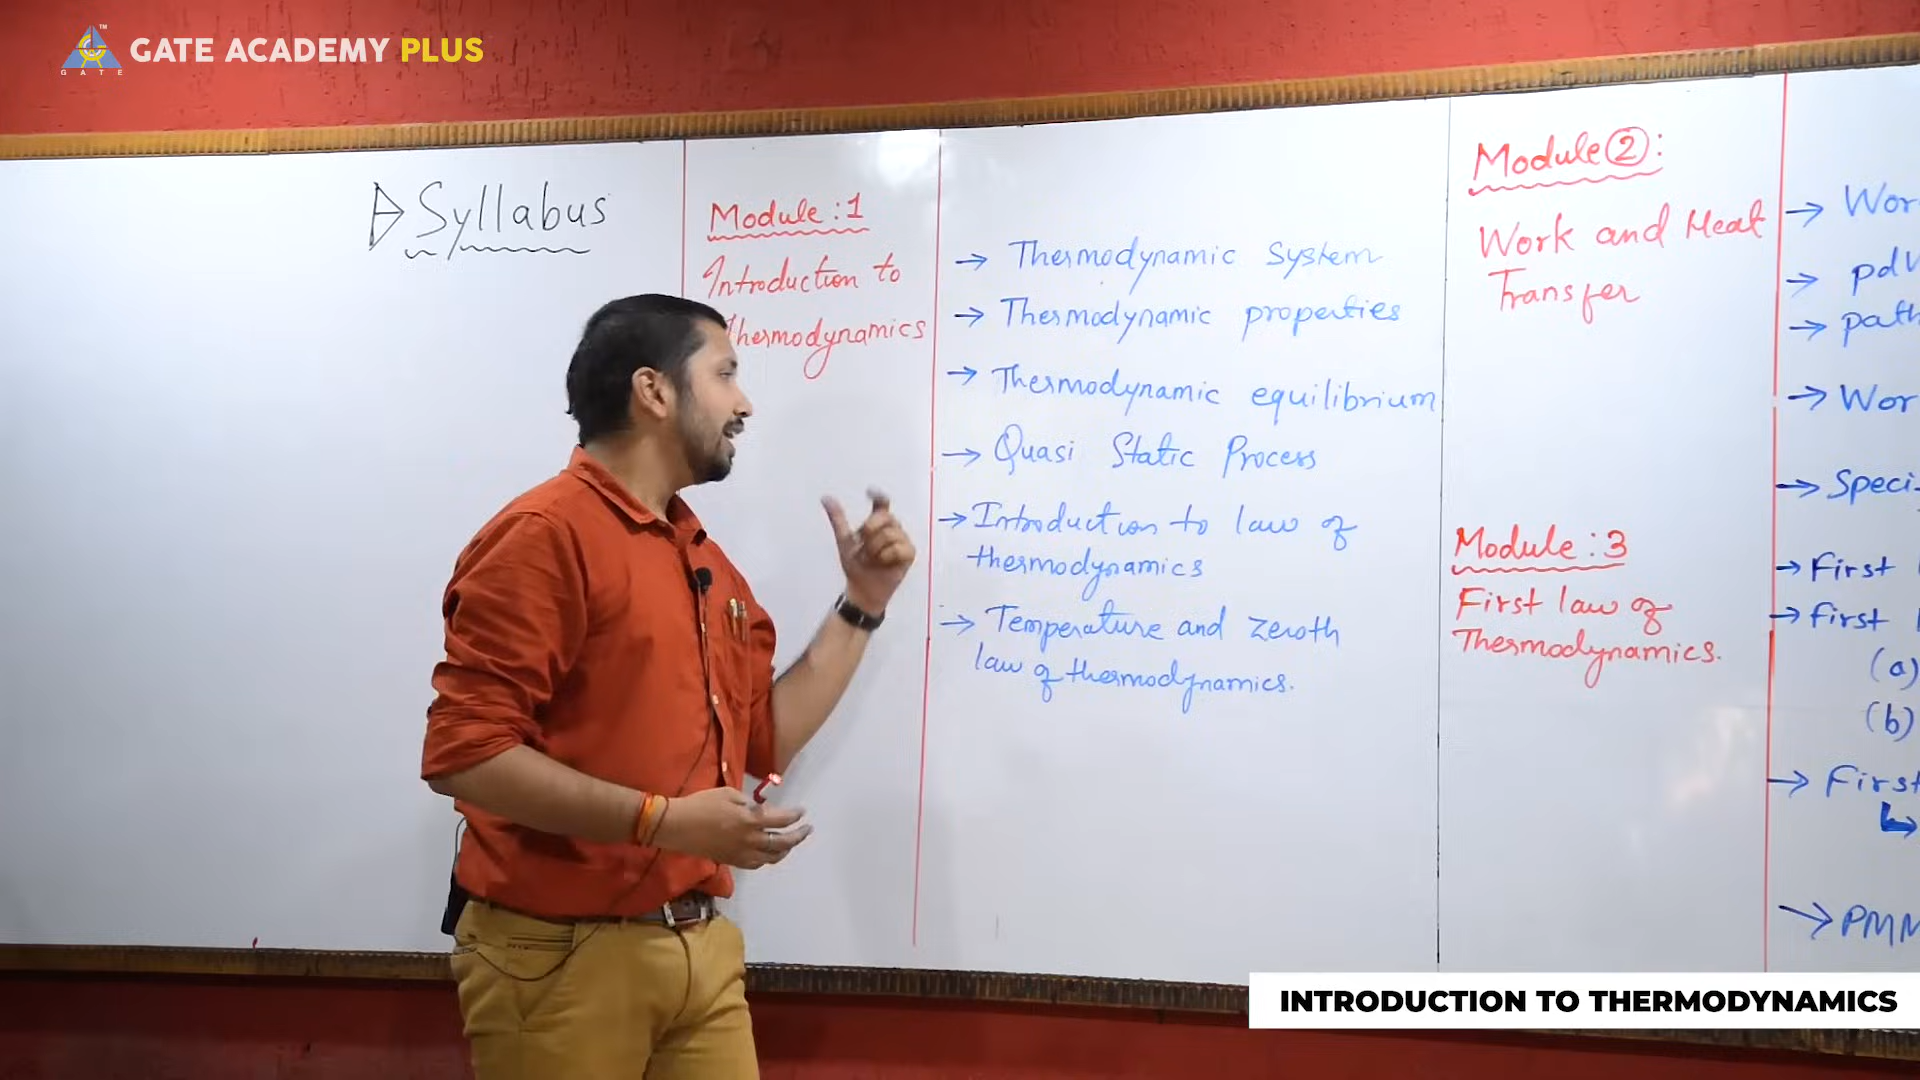 GATE ACADEMY PLUS
TM
GATE
Syllabus
Module : 1
Introduction to
Thermodynamics
→ Thermodynamic System
→ Thermodynamic properties
→ Thermodynamic equilibrium
→ Quasi Static Process
→ Introduction to law of
thermodynamics
→ Temperature and zeroth
law of thermodynamics.
Module 2 :
Work and Heat
Transfer
Module : 3
First law of
Thermodynamics.
→ Wor
→ pdV
→ path
→ Wor
→ Speci
→ First
→ first
(a)
(b)
→ First
→ PMM
INTRODUCTION TO THERMODYNAMICS